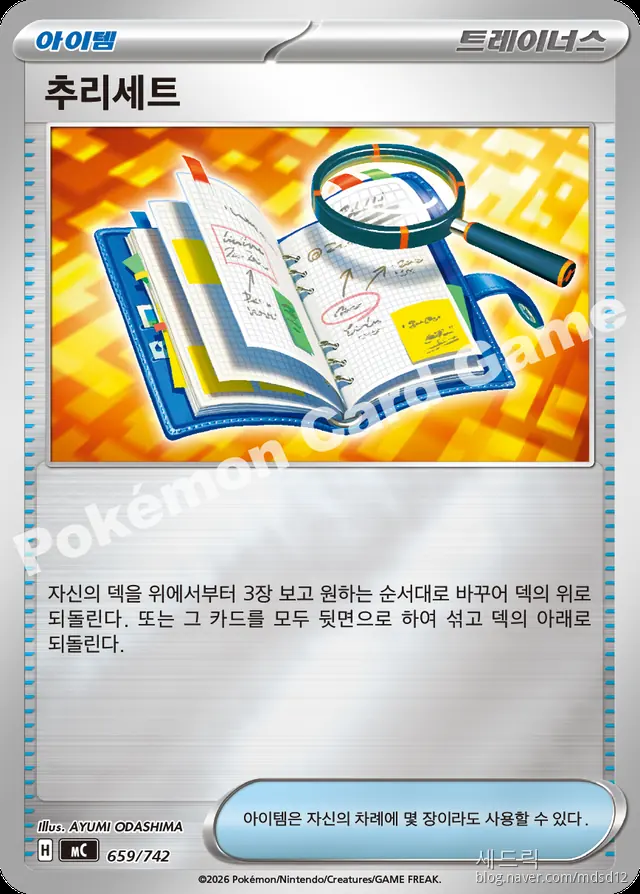 아이템
트레이너스
추리세트
Pokémon Card Game
자신의 덱을 위에서부터 3장 보고 원하는 순서대로 바꾸어 덱의 위로
되돌린다. 또는 그 카드를 모두 뒷면으로 하여 섞고 덱의 아래로
되돌린다.
Illus. AYUMI ODASHIMA
아이템은 자신의 차례에 몇 장이라도 사용할 수 있다.
H
MC
659/742
©2026 Pokémon/Nintendo/Creatures/GAME FREAK.
세드릭
blog.naver.com/mdsd12